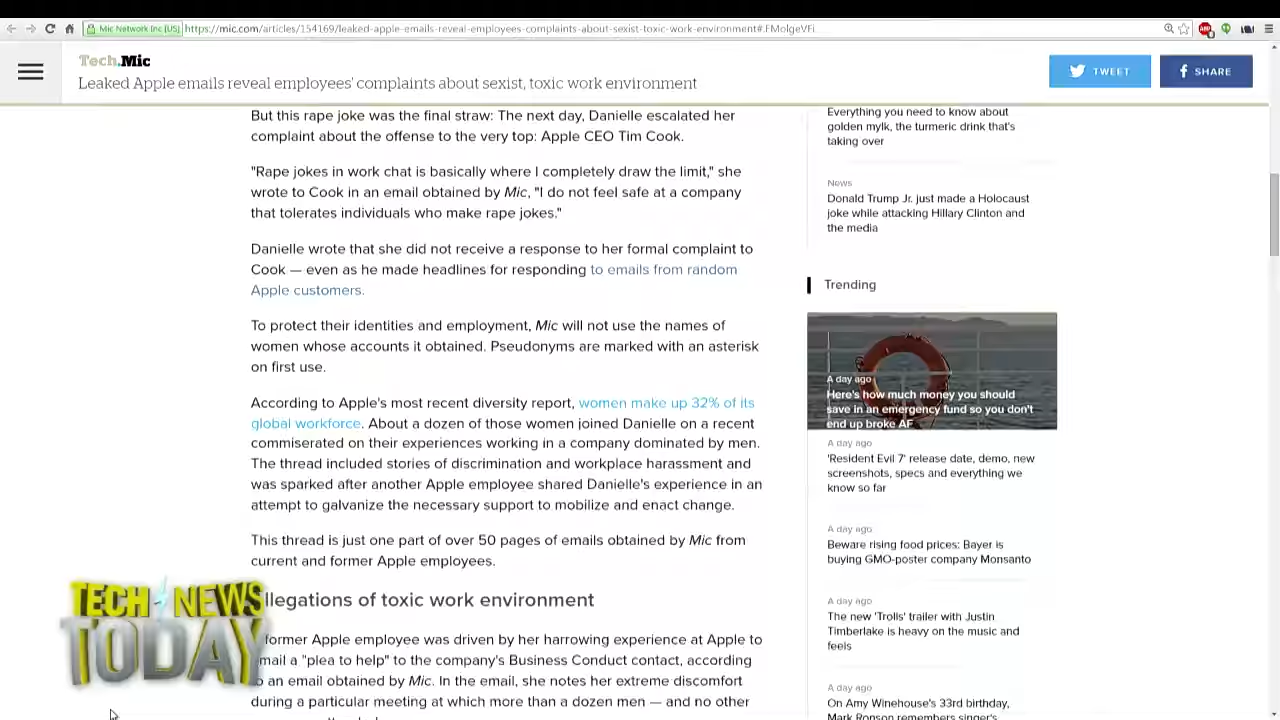 Mic Network Inc [US]
https://mic.com/articles/154169/leaked-apple-emails-reveal-employees-complaints-about-sexist-toxic-work-environment#.FMolgeVFi
Tech.Mic
Leaked Apple emails reveal employees' complaints about sexist, toxic work environment
TWEET
SHARE
But this rape joke was the final straw: The next day, Danielle escalated her
complaint about the offense to the very top: Apple CEO Tim Cook.
"Rape jokes in work chat is basically where I completely draw the limit," she
wrote to Cook in an email obtained by Mic, "I do not feel safe at a company
that tolerates individuals who make rape jokes."
Danielle wrote that she did not receive a response to her formal complaint to
Cook — even as he made headlines for responding to emails from random
Apple customers.
To protect their identities and employment, Mic will not use the names of
women whose accounts it obtained. Pseudonyms are marked with an asterisk
on first use.
According to Apple's most recent diversity report, women make up 32% of its
global workforce. About a dozen of those women joined Danielle on a recent
commiserated on their experiences working in a company dominated by men.
The thread included stories of discrimination and workplace harassment and
was sparked after another Apple employee shared Danielle's experience in an
attempt to galvanize the necessary support to mobilize and enact change.
This thread is just one part of over 50 pages of emails obtained by Mic from
current and former Apple employees.
llegations of toxic work environment
former Apple employee was driven by her harrowing experience at Apple to
mail a "plea to help" to the company's Business Conduct contact, according
an email obtained by Mic. In the email, she notes her extreme discomfort
during a particular meeting at which more than a dozen men — and no other
Everything you need to know about
golden mylk, the turmeric drink that's
taking over
News
Donald Trump Jr. just made a Holocaust
joke while attacking Hillary Clinton and
the media
Trending
A day ago
Here's how much money you should
save in an emergency fund so you don't
end up broke AF
A day ago
'Resident Evil 7' release date, demo, new
screenshots, specs and everything we
know so far
A day ago
Beware rising food prices: Bayer is
buying GMO-poster company Monsanto
A day ago
The new 'Trolls' trailer with Justin
Timberlake is heavy on the music and
feels
A day ago
On Amy Winehouse's 33rd birthday,
Mark Ronson remembers singer's
TECH NEWS
TODAY